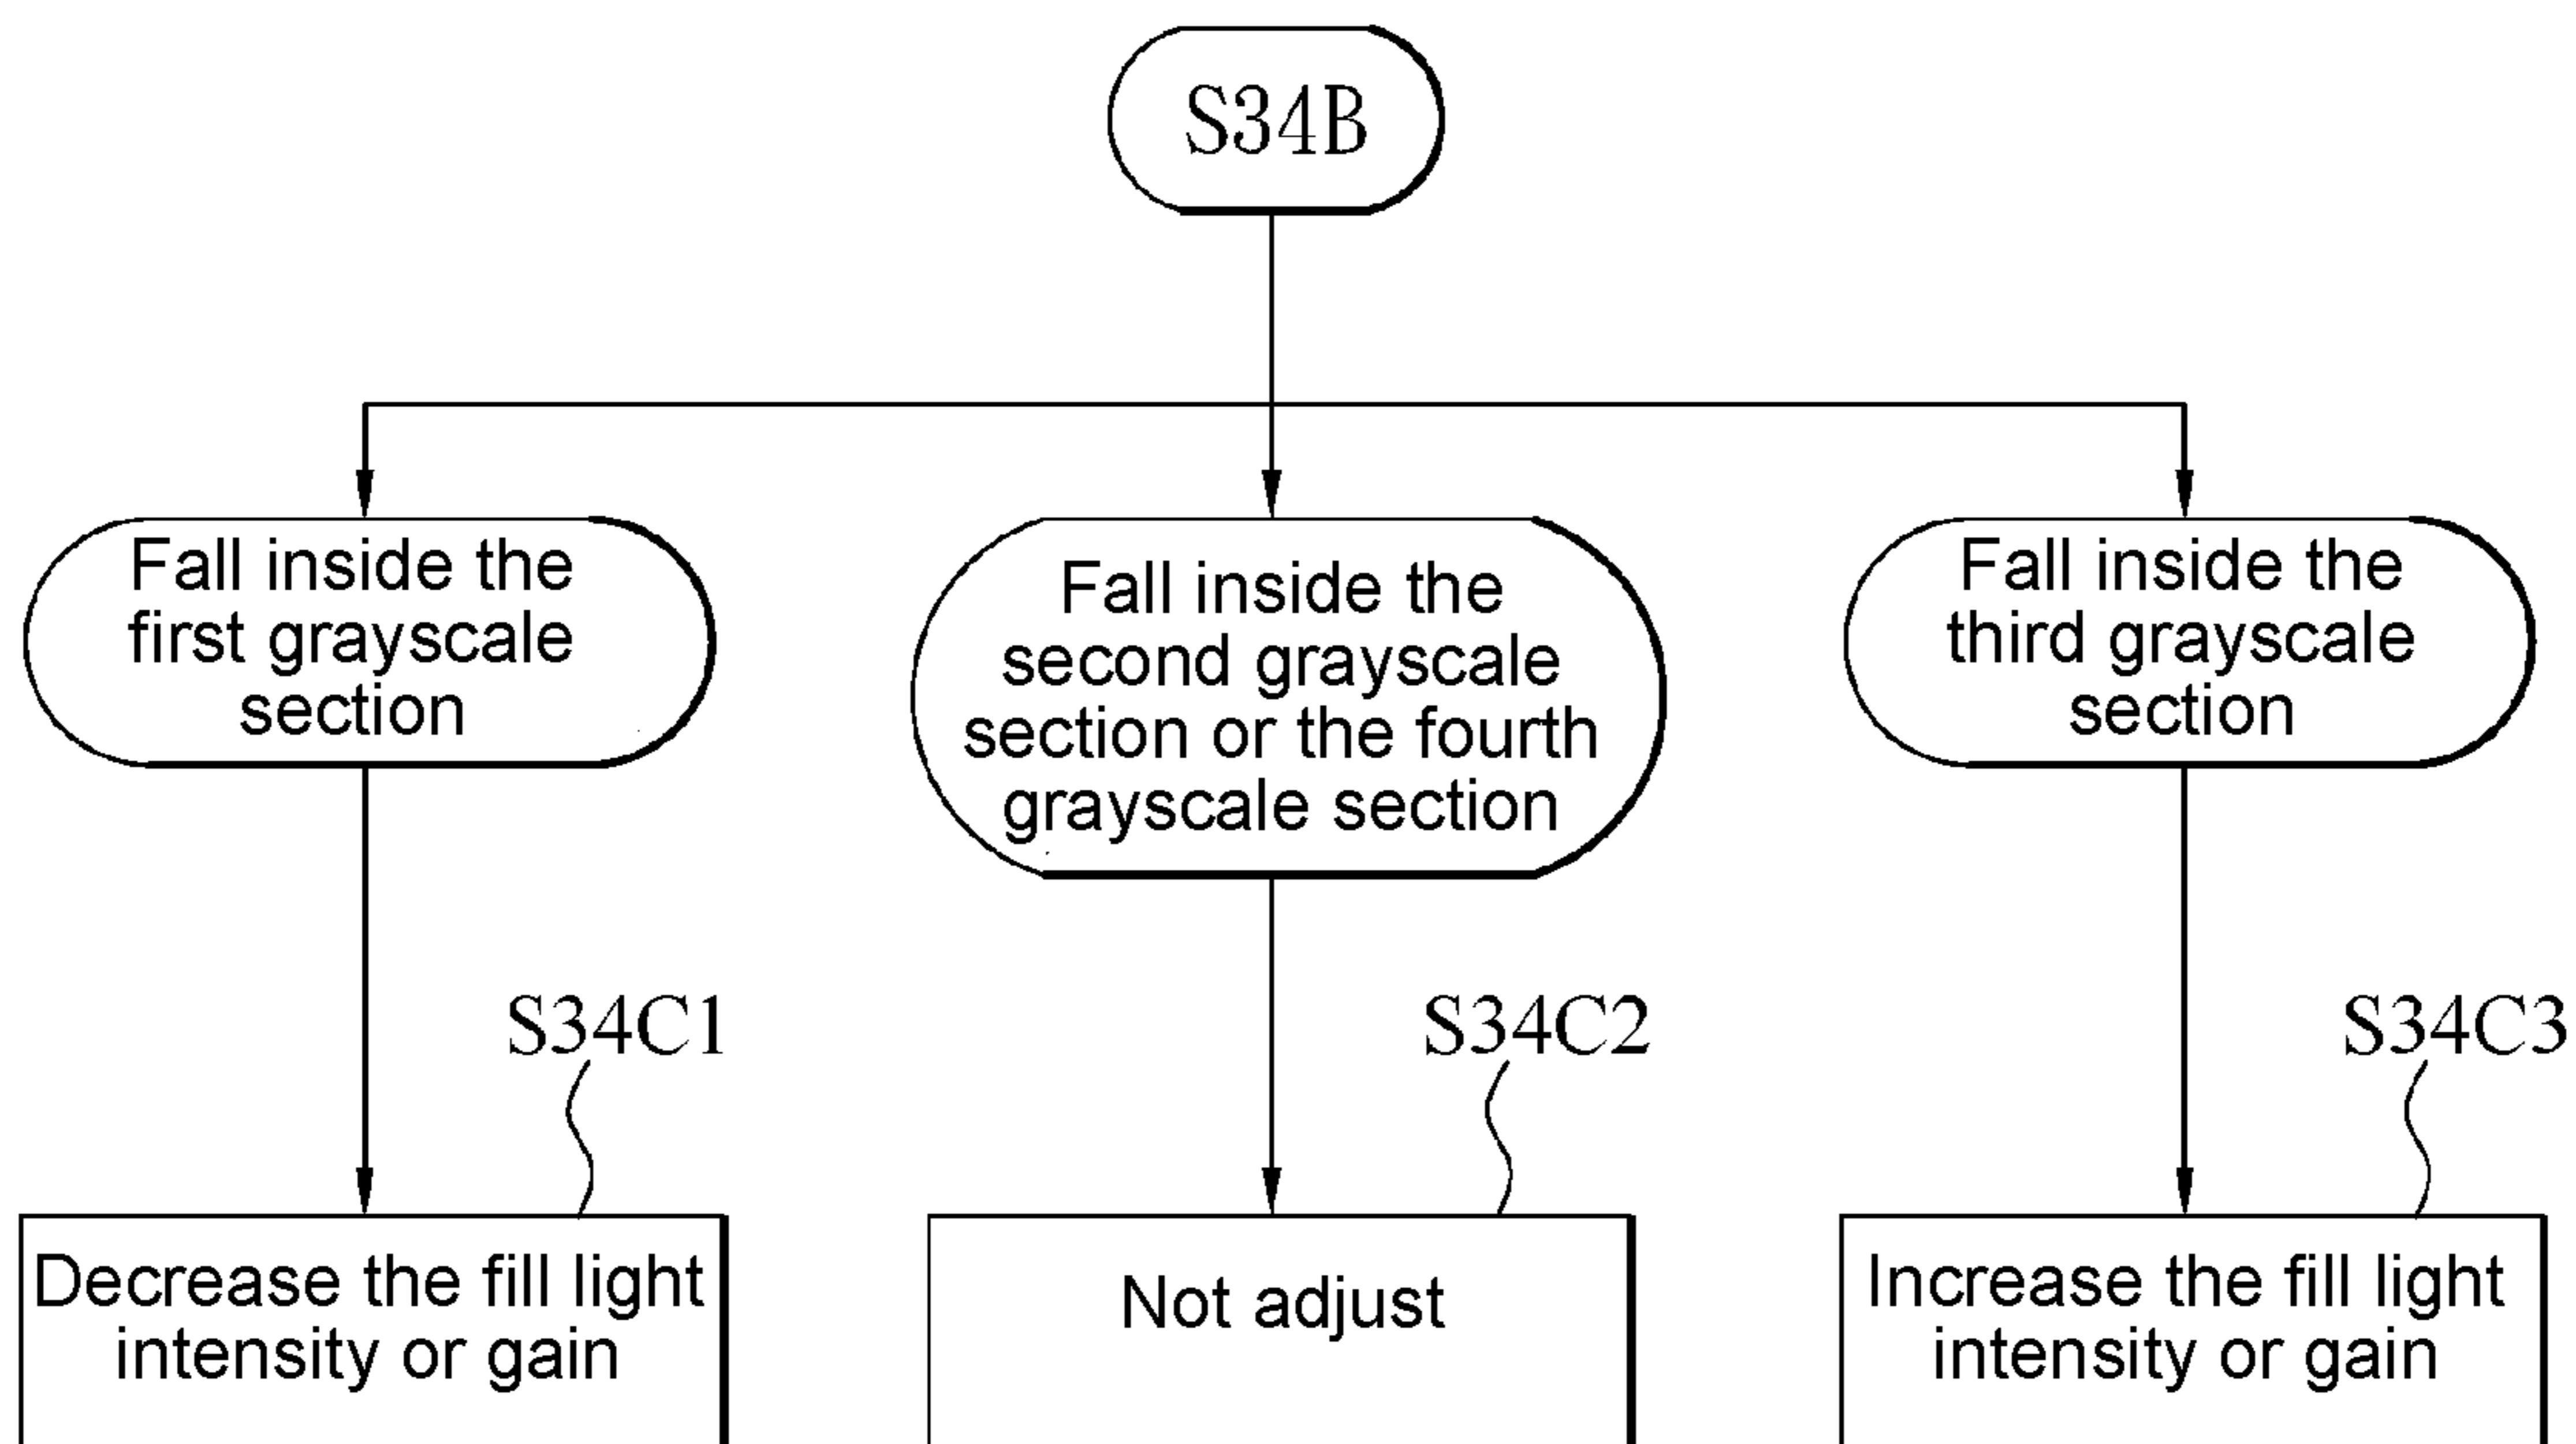 S34B
Fall inside the
first grayscale
section
Fall inside the
second grayscale
section or the fourth
grayscale section
Fall inside the
third grayscale
section
S34C1
S34C2
S34C3
Decrease the fill light
intensity or gain
Not adjust
Increase the fill light
intensity or gain